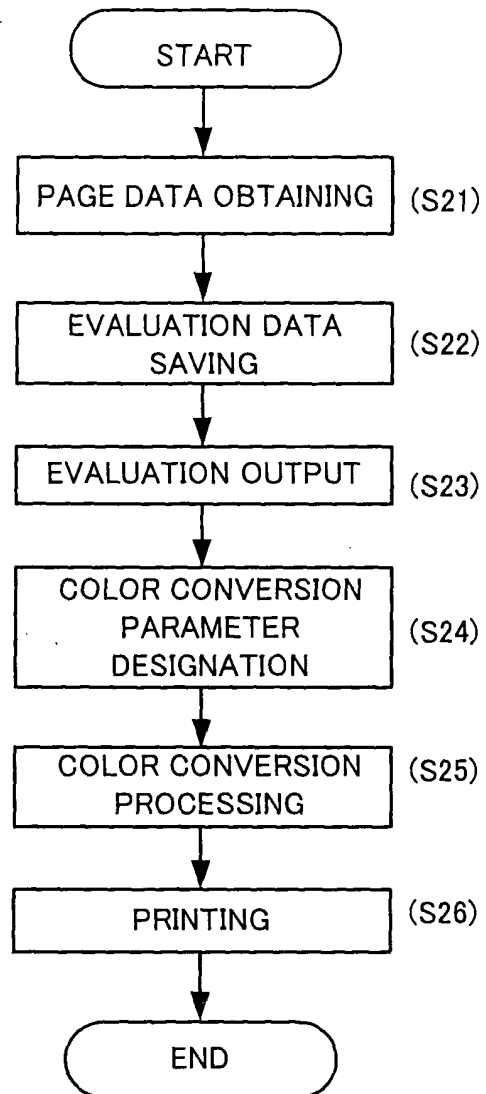 START
PAGE DATA OBTAINING (S21)
EVALUATION DATA
SAVING
(S22)
EVALUATION OUTPUT
(S23)
COLOR CONVERSION
PARAMETER
DESIGNATION
(S24)
COLOR CONVERSION
PROCESSING
(S25)
PRINTING
(S26)
END